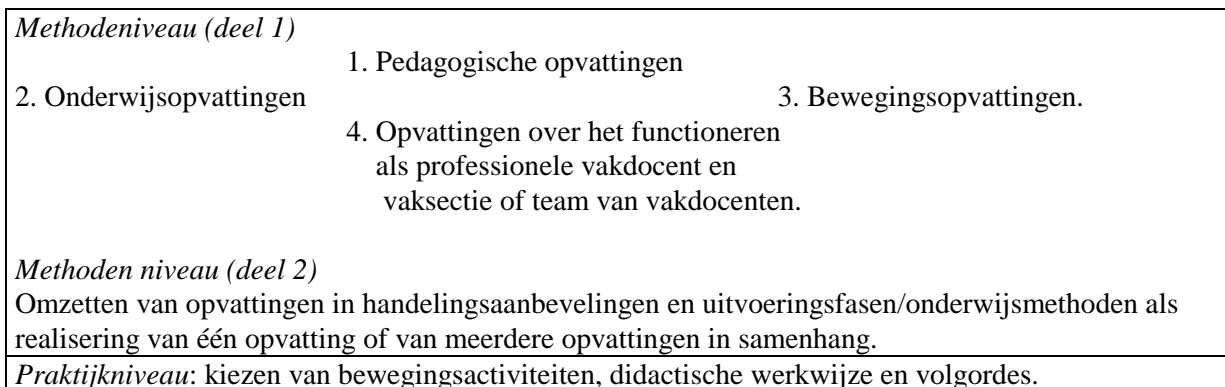 Methodeniveau (deel 1)
1. Pedagogische opvattingen
2. Onderwijsopvattingen 3. Bewegingsopvattingen.
4. Opvattingen over het functioneren
als professionele vakdocent en
vaksectie of team van vakdocenten.
Methoden niveau (deel 2)
Omzetten van opvattingen in handelingsaanbevelingen en uitvoeringsfasen/onderwijsmethoden als
realisering van één opvatting of van meerdere opvattingen in samenhang.
Praktijkniveau: kiezen van bewegingsactiviteiten, didactische werkwijze en volgordes.